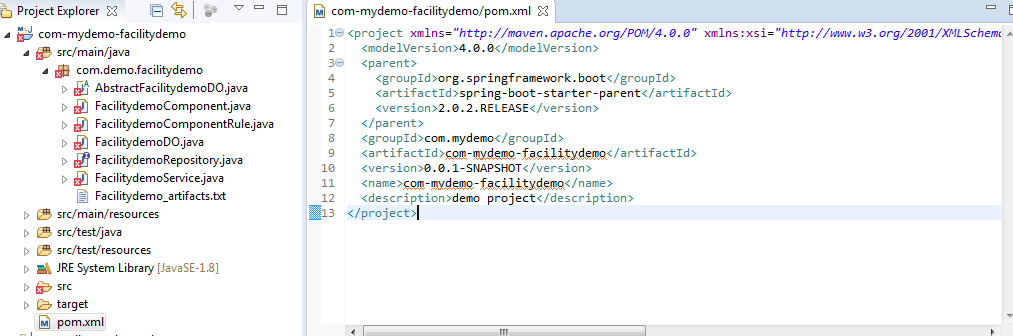 Project Explorer
com-mydemo-facilitydemo
src/main/java
com.demo.facilitydemo
AbstractFacilitydemoDO.java
FacilitydemoComponent.java
FacilitydemoComponentRule.java
FacilitydemoDO.java
FacilitydemoRepository.java
FacilitydemoService.java
Facilitydemo_artifacts.txt
src/main/resources
src/test/java
src/test/resources
JRE System Library [JavaSE-1.8]
src
target
pom.xml
com-mydemo-facilitydemo/pom.xml
1 <project xmlns="http://maven.apache.org/POM/4.0.0" xmlns:xsi="http://www.w3.org/2001/XMLSchema
2 <modelVersion>4.0.0</modelVersion>
3 <parent>
4 <groupId>org.springframework.boot</groupId>
5 <artifactId>spring-boot-starter-parent</artifactId>
6 <version>2.0.2.RELEASE</version>
7 </parent>
8 <groupId>com.mydemo</groupId>
9 <artifactId>com-mydemo-facilitydemo</artifactId>
10 <version>0.0.1-SNAPSHOT</version>
11 <name>com-mydemo-facilitydemo</name>
12 <description>demo project</description>
13 </project>